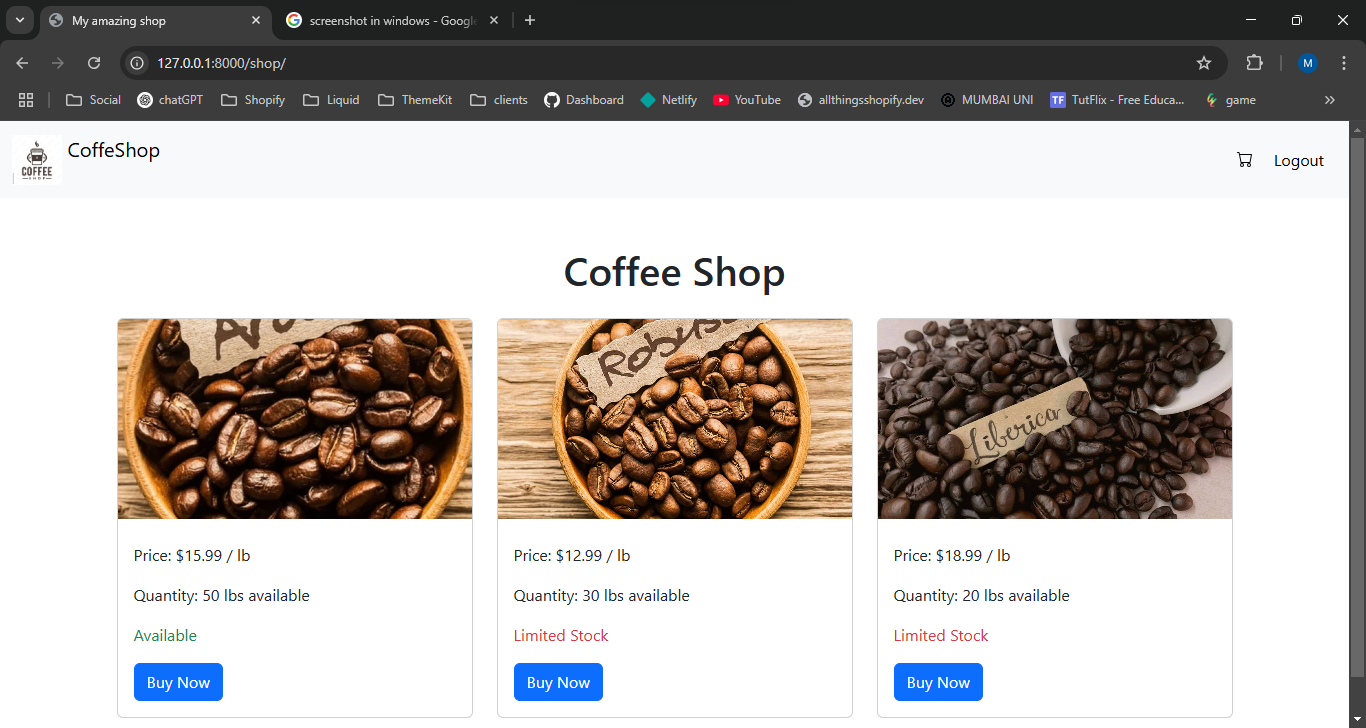 My amazing shop
screenshot in windows - Google
127.0.0.1:8000/shop/
M
Social
chatGPT
Shopify
Liquid
ThemeKit
clients
Dashboard
Netlify
YouTube
allthingsshopify.dev
MUMBAI UNI
TF
TutFlix - Free Educa...
game
COFFEE
SHOP
CoffeShop
Logout
Coffee Shop
Liberica
Price: $15.99 / lb
Price: $12.99 / lb
Price: $18.99 / lb
Quantity: 50 lbs available
Quantity: 30 lbs available
Quantity: 20 lbs available
Available
Limited Stock
Limited Stock
Buy Now
Buy Now
Buy Now